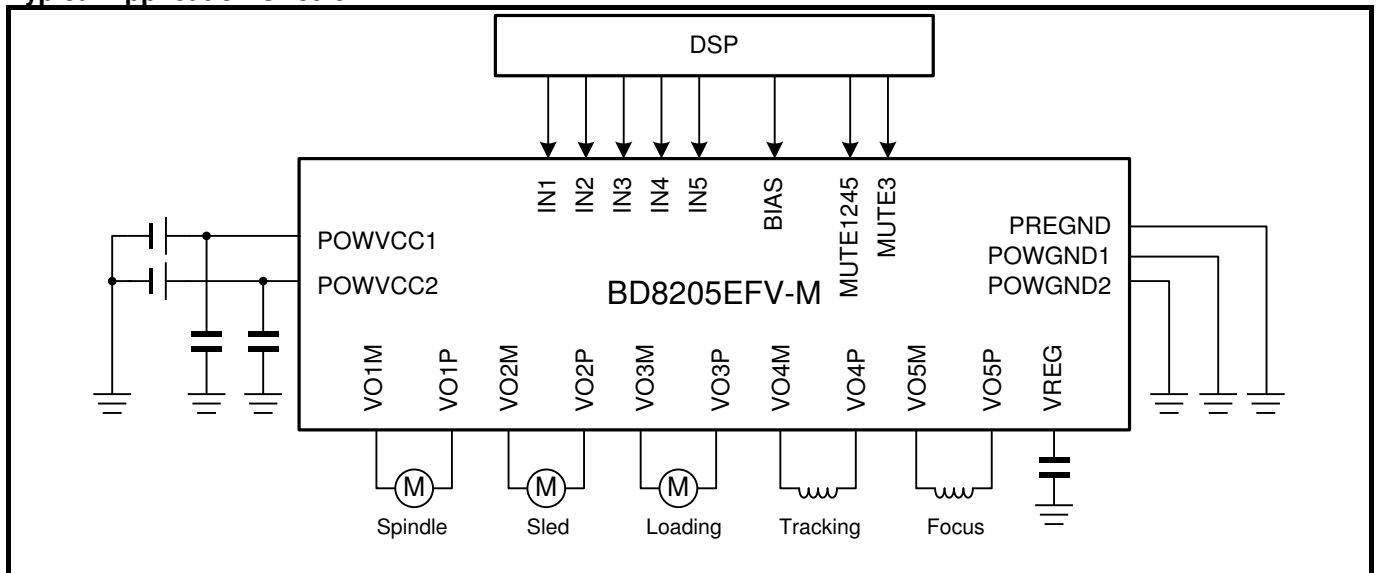 DSP
IN1
IN2
IN3
IN4
IN5
BIAS
MUTE1245
MUTE3
POWVCC1
POWVCC2
BD8205EFV-M
PREGND
POWGND1
POWGND2
VO1M
VO1P
VO2M
VO2P
VO3M
VO3P
VO4M
VO4P
VO5M
VO5P
VREG
M
M
M
Spindle
Sled
Loading
Tracking
Focus